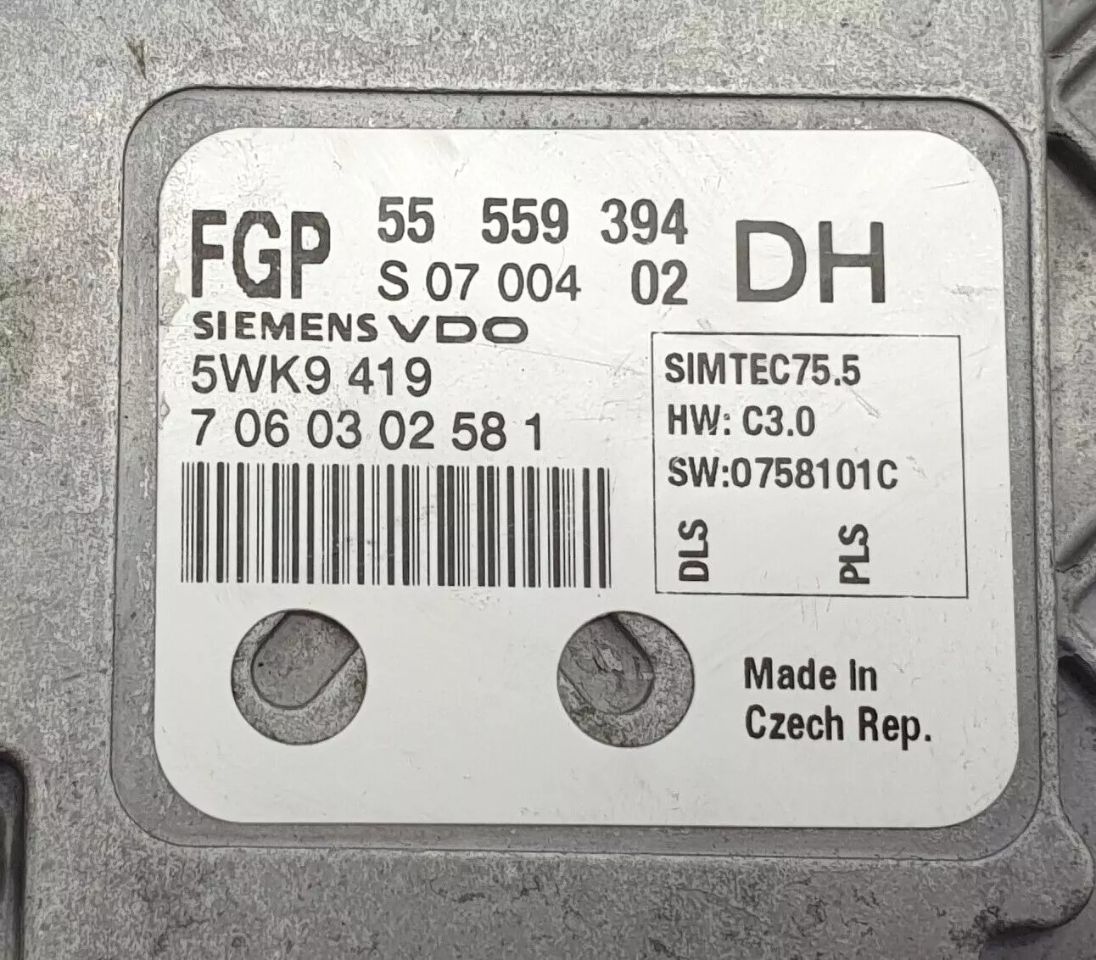 FGP 55 559 394 DH
S 07 004 02
SIEMENS VDO
5WK9 419
7 06 03 02 58 1
SIMTEC75.5
HW: C3.0
SW:0758101C
DLS PLS
Made In
Czech Rep.